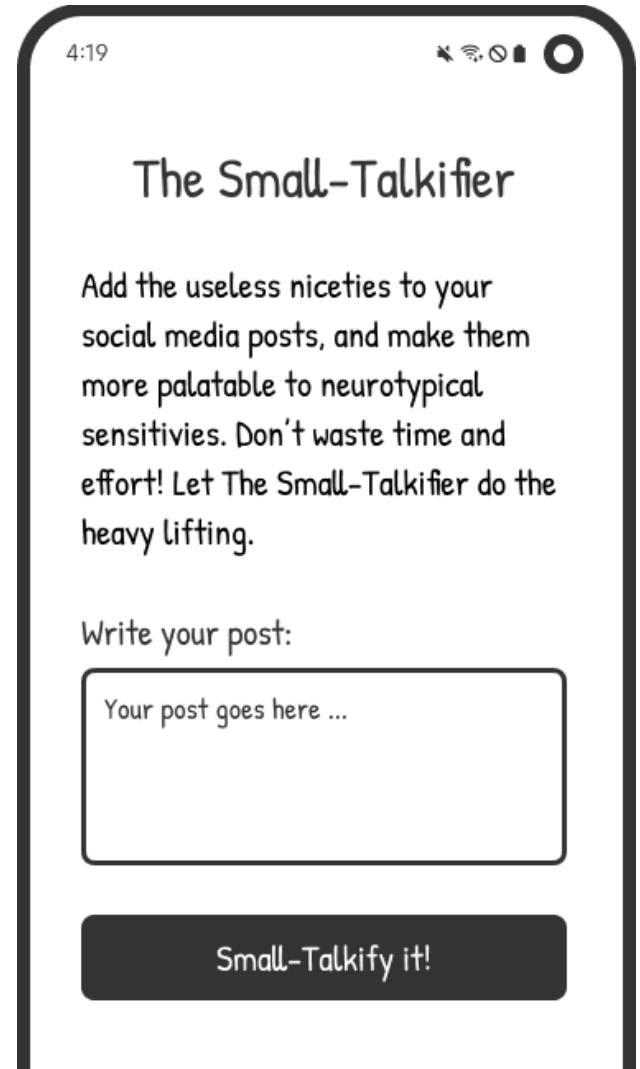 4:19
The Small-Talkifier
Add the useless niceties to your
social media posts, and make them
more palatable to neurotypical
sensitivies. Don't waste time and
effort! Let The Small-Talkifier do the
heavy lifting.
Write your post:
Your post goes here ...
Small-Talkify it!